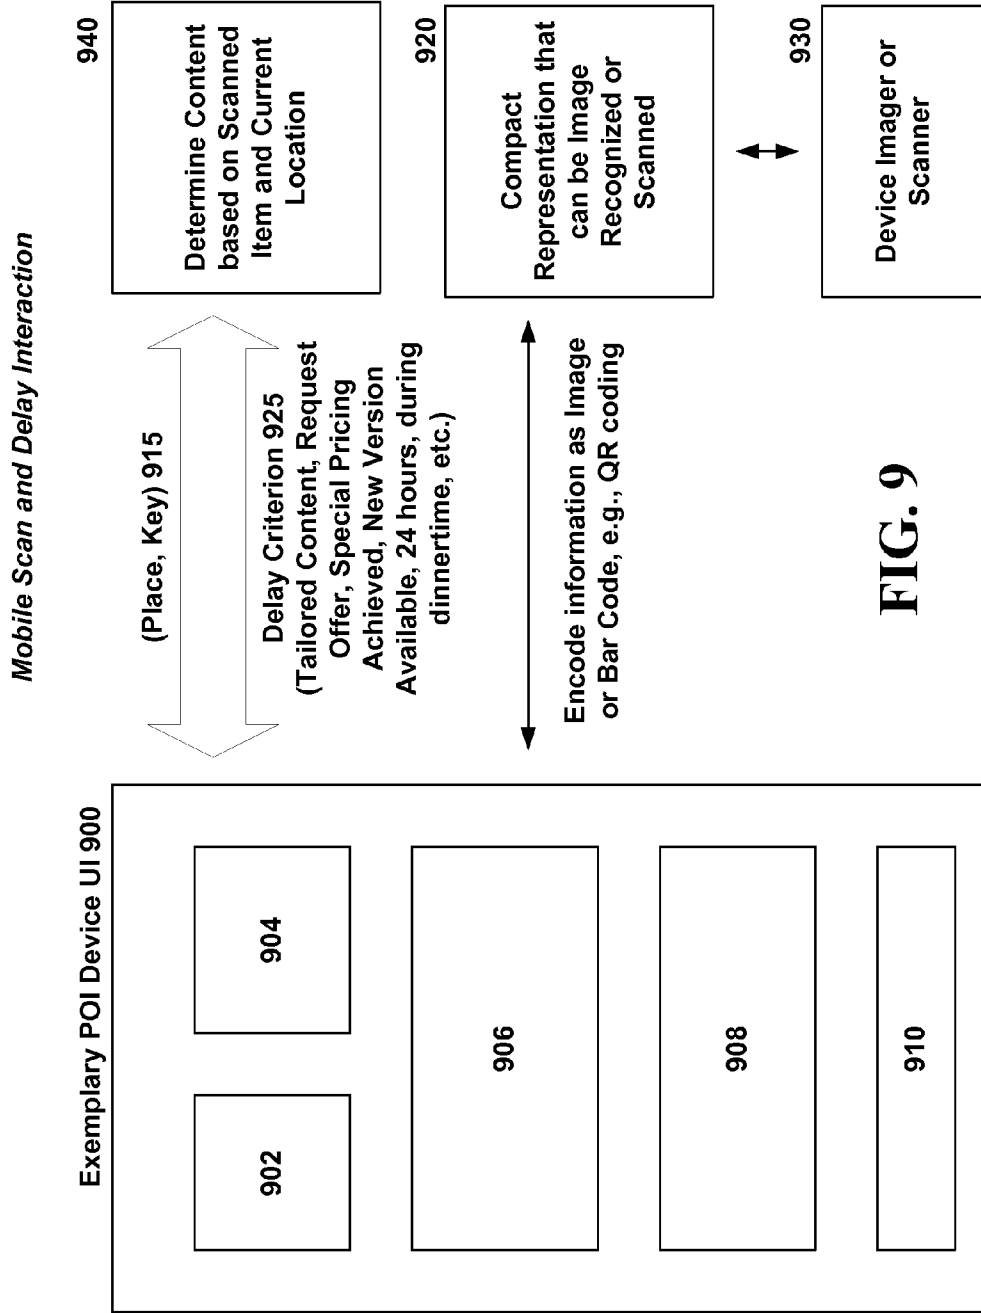 Mobile Scan and Delay Interaction
Exemplary POI Device UI 900
902
904
906
908
910
(Place, Key) 915
Delay Criterion 925
(Tailored Content, Request
Offer, Special Pricing
Achieved, New Version
Available, 24 hours, during
dinnertime, etc.)
Encode information as Image
or Bar Code, e.g., QR coding
940
Determine Content
based on Scanned
Item and Current
Location
920
Compact
Representation that
can be Image
Recognized or
Scanned
930
Device Imager or
Scanner
FIG. 9